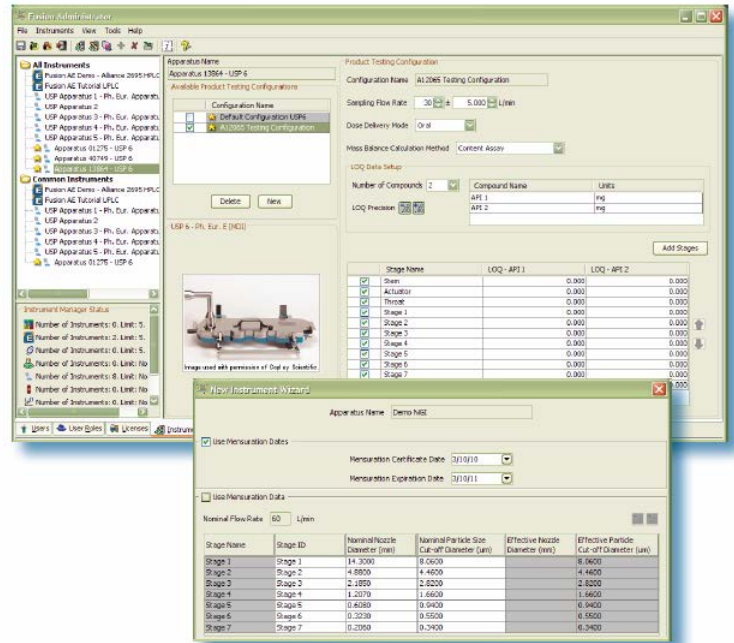 Fusion Administrator
File Instruments View Tools Help
All Instruments
Fusion AE Demo - Alliance 2695 HPLC
Fusion AE Tutorial UPLC
USP Apparatus 1 - Ph. Eur. Apparatu
USP Apparatus 2
USP Apparatus 3 - Ph. Eur. Apparatu
USP Apparatus 4 - Ph. Eur. Apparatu
USP Apparatus 5 - Ph. Eur. Apparatu
Apparatus 01275 - USP 6
Apparatus 40749 - USP 6
Apparatus 13864 - USP 6
Common Instruments
Fusion AE Demo - Alliance 2695 HPLC
Fusion AE Tutorial UPLC
USP Apparatus 1 - Ph. Eur. Apparatu
USP Apparatus 2
USP Apparatus 3 - Ph. Eur. Apparatu
USP Apparatus 4 - Ph. Eur. Apparatu
USP Apparatus 5 - Ph. Eur. Apparatu
Apparatus 01275 - USP 6
Instrument Manager Status
Number of Instruments: 0. Limit: 5.
Number of Instruments: 2. Limit: 5.
Number of Instruments: 0. Limit: 5.
Number of Instruments: 0. Limit: No
Number of Instruments: 8. Limit: No
Number of Instruments: 0. Limit: No
Number of Instruments: 0. Limit: No
Users User Roles Licenses Instrume
Apparatus Name
Apparatus 13864 - USP 6
Available Product Testing Configurations
Configuration Name
Default Configuration USP6
A12065 Testing Configuration
Delete New
USP 6 - Ph. Eur. E [NGI]
Image used with permission of Copley Scientific.
Product Testing Configuration
Configuration Name A12065 Testing Configuration
Sampling Flow Rate 30 ± 5.000 L/min
Dose Delivery Mode Oral
Mass Balance Calculation Method Content Assay
LOQ Data Setup
Number of Compounds 2
LOQ Precision
Compound Name Units
API 1 mg
API 2 mg
Add Stages
Stage Name LOQ - API 1 LOQ - API 2
Stem 0.000 0.000
Actuator 0.000 0.000
Throat 0.000 0.000
Stage 1 0.000 0.000
Stage 2 0.000 0.000
Stage 3 0.000 0.000
Stage 4 0.000 0.000
Stage 5 0.000 0.000
Stage 6 0.000 0.000
Stage 7 0.000 0.000
New Instrument Wizard
Apparatus Name Demo NGI
Use Mensuration Dates
Mensuration Certificate Date 3/10/10
Mensuration Expiration Date 3/10/11
Use Mensuration Data
Nominal Flow Rate 60 L/min
Stage Name Stage ID Nominal Nozzle Diameter (mm) Nominal Particle Size Cut-off Diameter (um) Effective Nozzle Diameter (mm) Effective Particle Cut-off Diameter (um)
Stage 1 Stage 1 14.3000 8.0600 8.0600
Stage 2 Stage 2 4.8800 4.4600 4.4600
Stage 3 Stage 3 2.1850 2.8200 2.8200
Stage 4 Stage 4 1.2070 1.6600 1.6600
Stage 5 Stage 5 0.6080 0.9400 0.9400
Stage 6 Stage 6 0.3230 0.5500 0.5500
Stage 7 Stage 7 0.2060 0.3400 0.3400